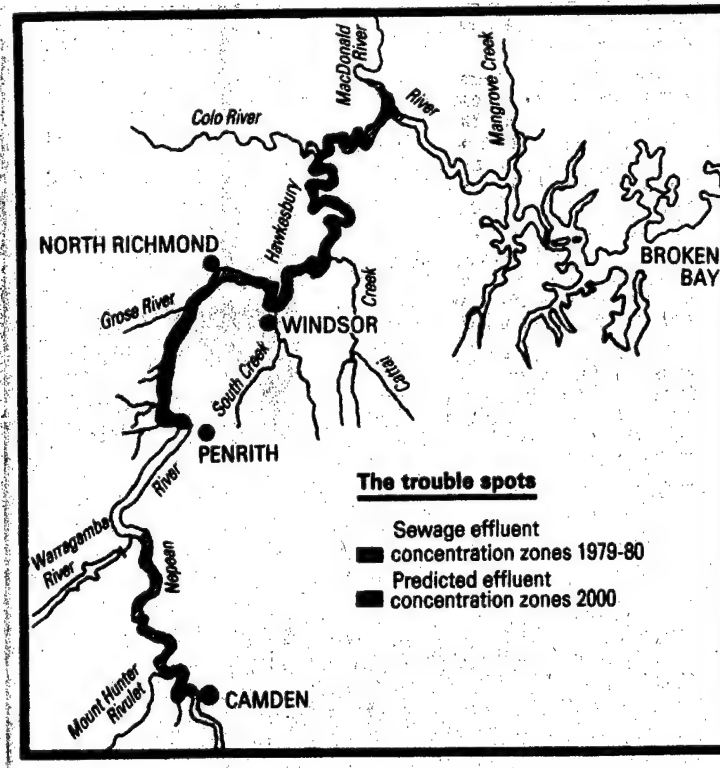 MacDonald
River
River
Mangrove Creek
Colo River
Hawkesbury
NORTH RICHMOND
BROKEN
BAY
Grose River
Creek
WINDSOR
South Creek
Cattai
PENRITH
River
The trouble spots
Sewage effluent
concentration zones 1979-80
Predicted effluent
concentration zones 2000
Warragamba
River
Nepean
Mount Hunter
Rivulet
CAMDEN